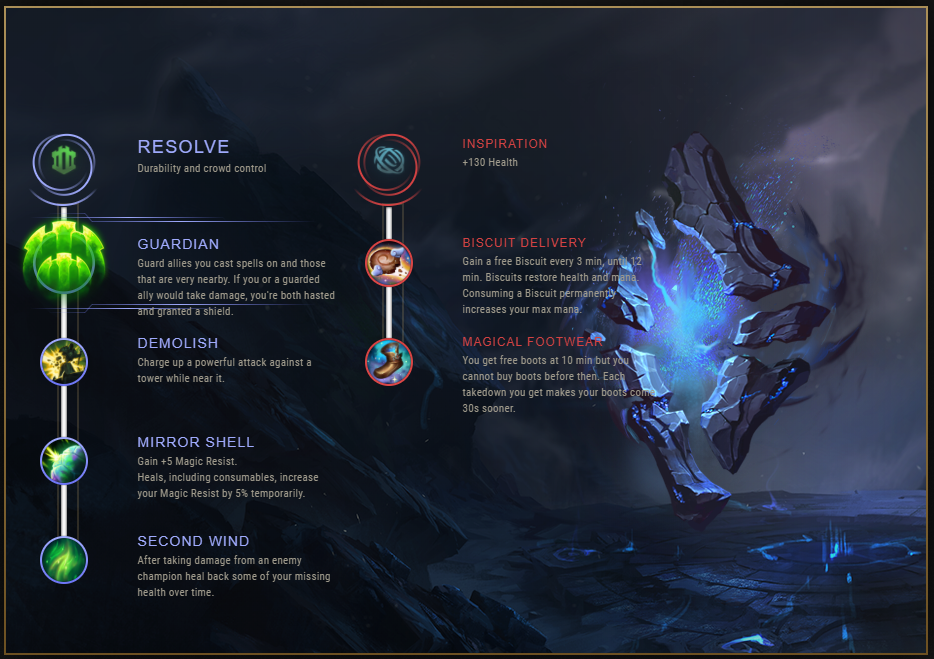 RESOLVE
Durability and crowd control
GUARDIAN
Guard allies you cast spells on and those
that are very nearby. If you or a guarded
ally would take damage, you're both hasted
and granted a shield.
DEMOLISH
Charge up a powerful attack against a
tower while near it.
MIRROR SHELL
Gain +5 Magic Resist.
Heals, including consumables, increase
your Magic Resist by 5% temporarily.
SECOND WIND
After taking damage from an enemy
champion heal back some of your missing
health over time.
INSPIRATION
+130 Health
BISCUIT DELIVERY
Gain a free Biscuit every 3 min, until 12
min. Biscuits restore health and mana.
Consuming a Biscuit permanently
increases your max mana.
MAGICAL FOOTWEAR
You get free boots at 10 min but you
cannot buy boots before then. Each
takedown you get makes your boots come
30s sooner.